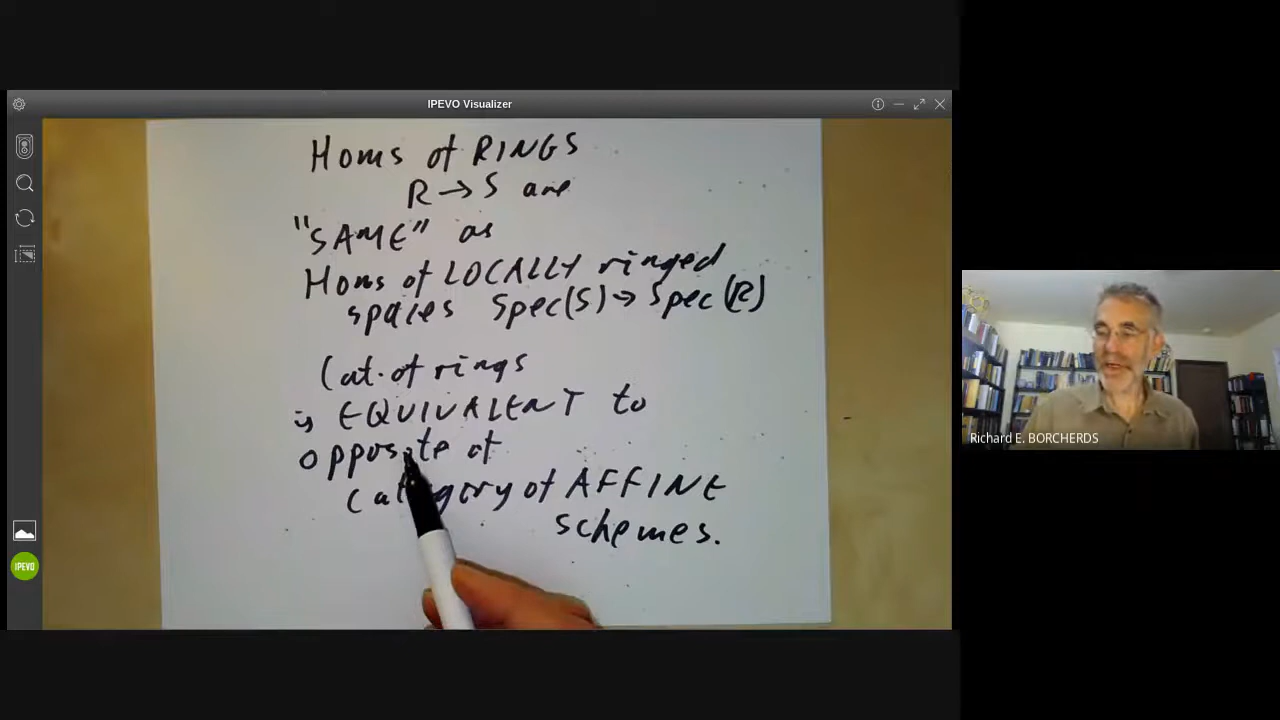 IPEVO Visualizer
Homs of RINGS
R → S are
"SAME" as
Homs of LOCALLY ringed
spaces Spec(S) → Spec(R)
Cat. of rings
is EQUIVALENT to
opposite of
category of AFFINE
schemes.
Richard E. BORCHERDS
IPEVO